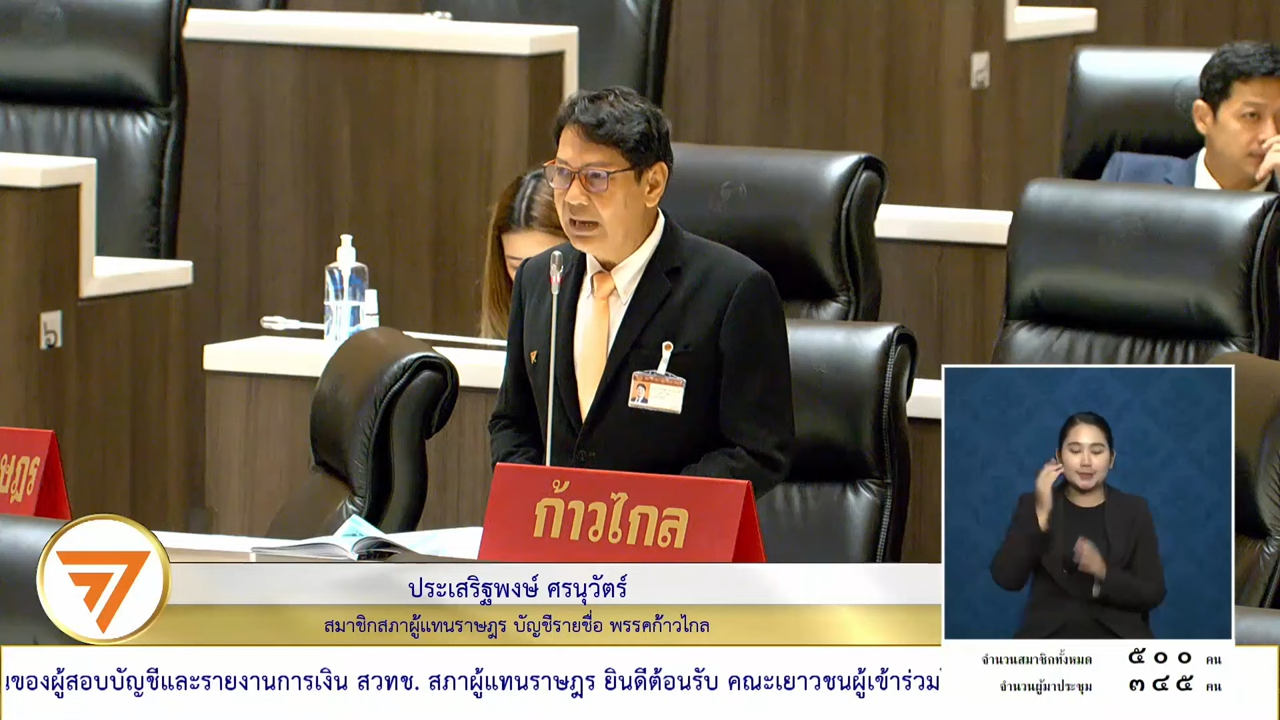 ๖
ษฎร
ก้าวไกล
ประเสริฐพงษ์ ศรนุวัตร์
สมาชิกสภาผู้แทนราษฎร บัญชีรายชื่อ พรรคก้าวไกล
นของผู้สอบบัญชีและรายงานการเงิน สวทช. สภาผู้แทนราษฎร ยินดีต้อนรับ คณะเยาวชนผู้เข้าร่วม
จำนวนสมาชิกทั้งหมด ๕๐๐ คน
จำนวนผู้มาประชุม ๓๔๕ คน